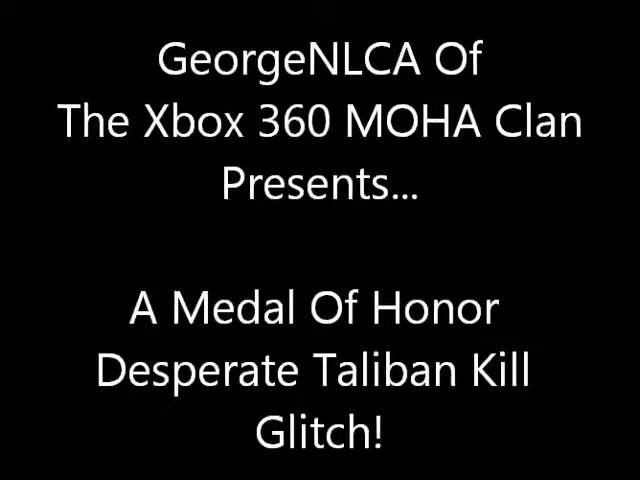 GeorgeNLCA Of
The Xbox 360 MOHA Clan
Presents...
A Medal Of Honor
Desperate Taliban Kill
Glitch!